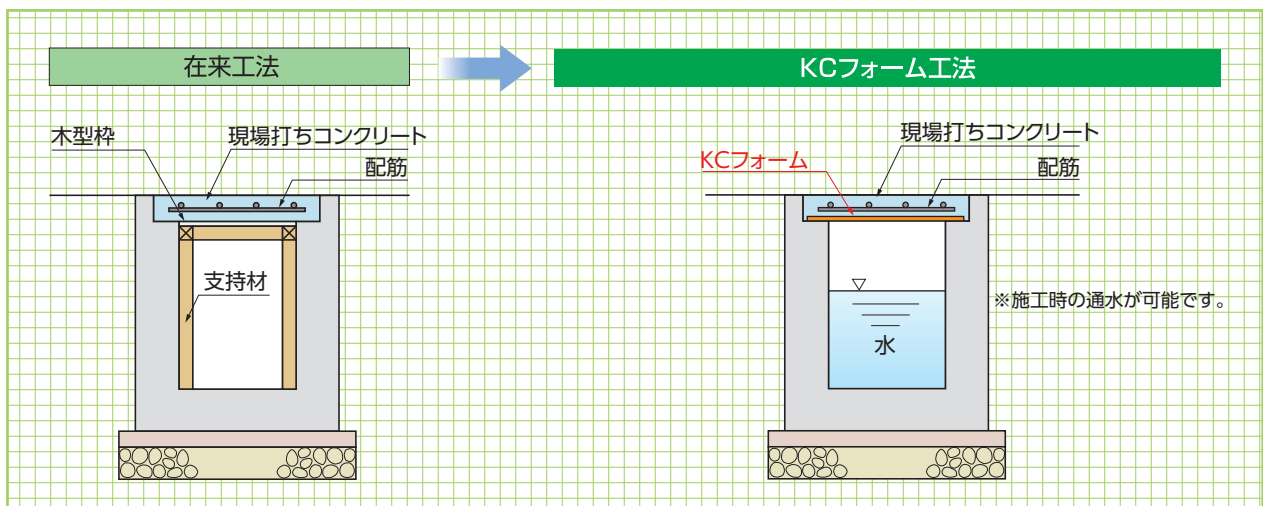 在来工法
KCフォーム工法
木型枠
現場打ちコンクリート
配筋
支持材
現場打ちコンクリート
KCフォーム
配筋
※施工時の通水が可能です。
水